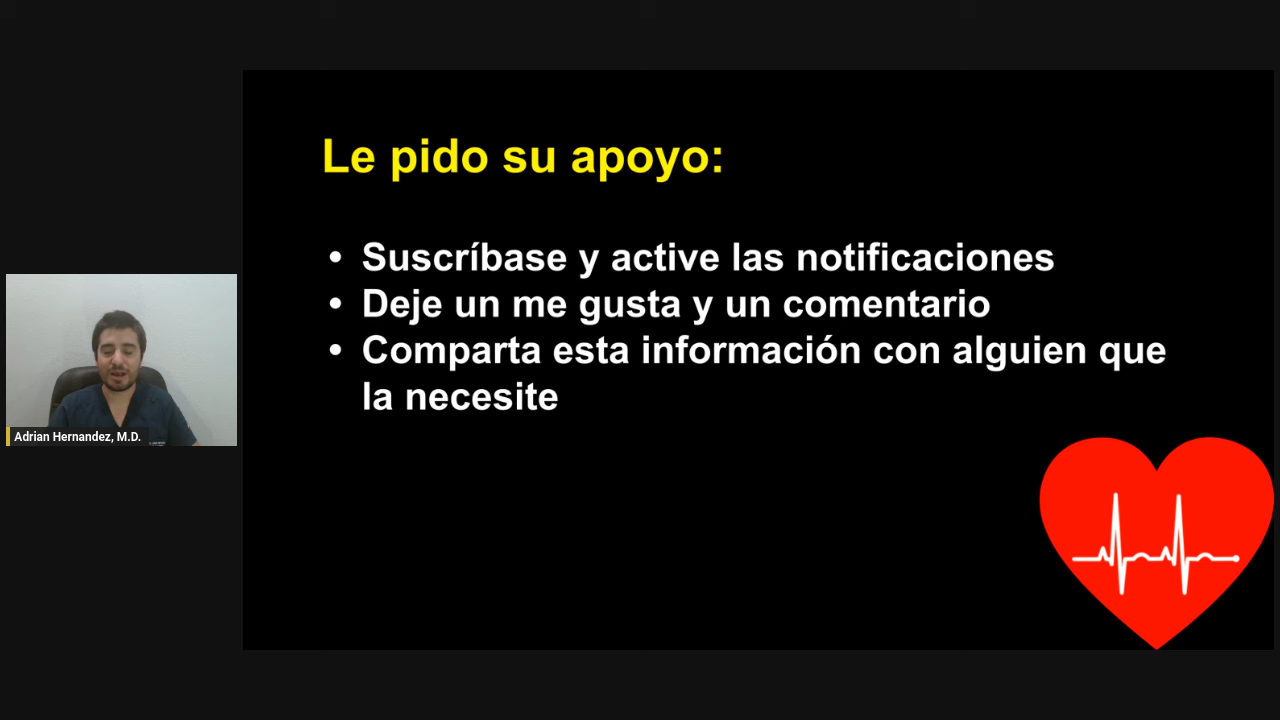 Le pido su apoyo:
• Suscríbase y active las notificaciones
• Deje un me gusta y un comentario
• Comparta esta información con alguien que
la necesite
Adrian Hernandez, M.D.